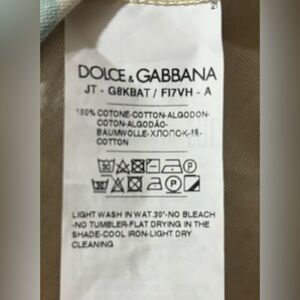 DOLCE & GABBANA
JT - G8KBAT / FI7VH - A
100% COTONE-COTTON-ALGODON-
COTON-ALGODÃO-
BAUMWOLLE-ХЛОПОК-棉-
COTTON
LIGHT WASH IN WAT.30°-NO BLEACH
-NO TUMBLER-FLAT DRYING IN THE
SHADE-COOL IRON-LIGHT DRY
CLEANING